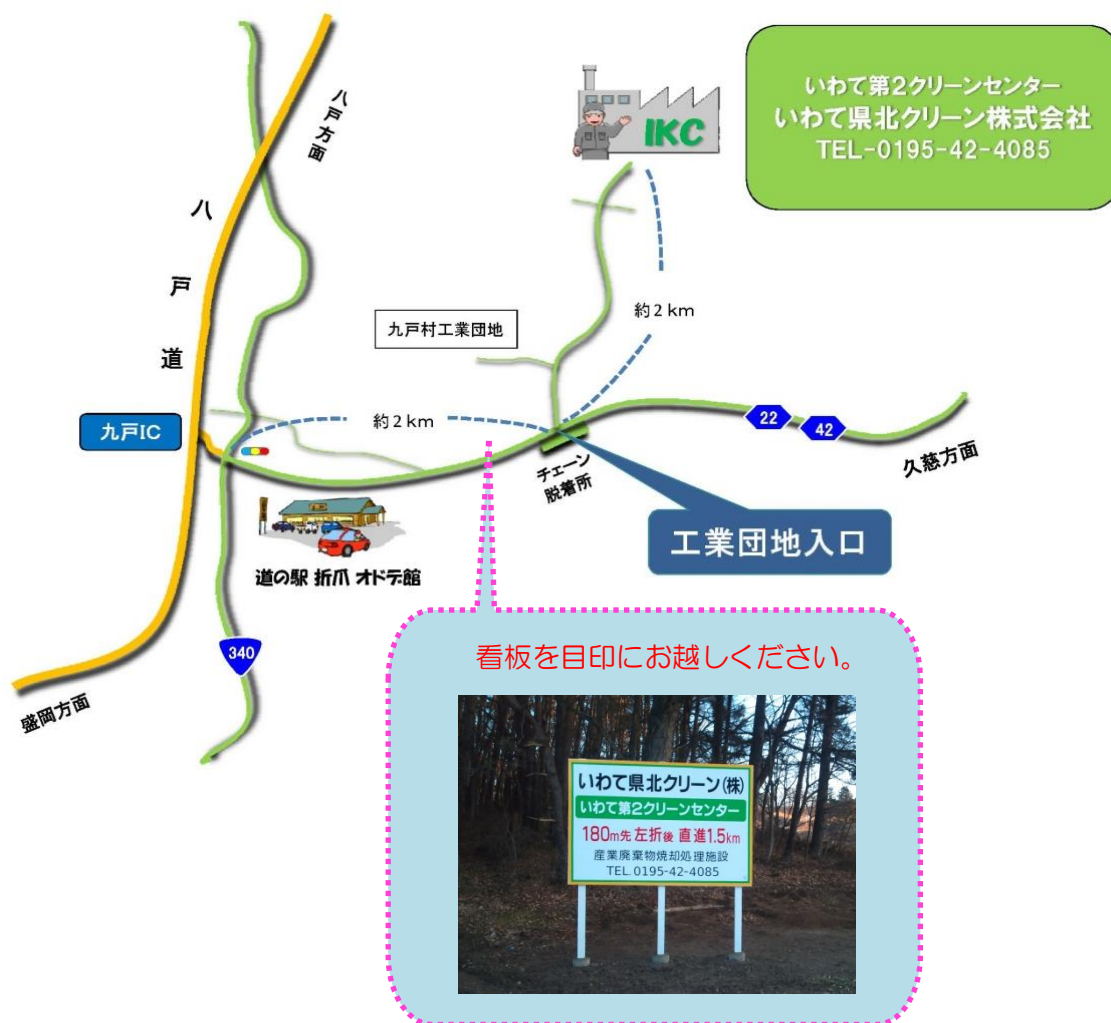 いわて第2クリーンセンター
いわて県北クリーン株式会社
TEL-0195-42-4085
IKC
八戸方面
八戸道
約2km
九戸村工業団地
九戸IC
約2km
22
42
久慈方面
チェーン
脱着所
工業団地入口
道の駅 折爪 オドデ館
340
盛岡方面
看板を目印にお越しください。
いわて県北クリーン(株)
いわて第2クリーンセンター
180m先 左折後 直進1.5km
産業廃棄物焼却処理施設
TEL.0195-42-4085